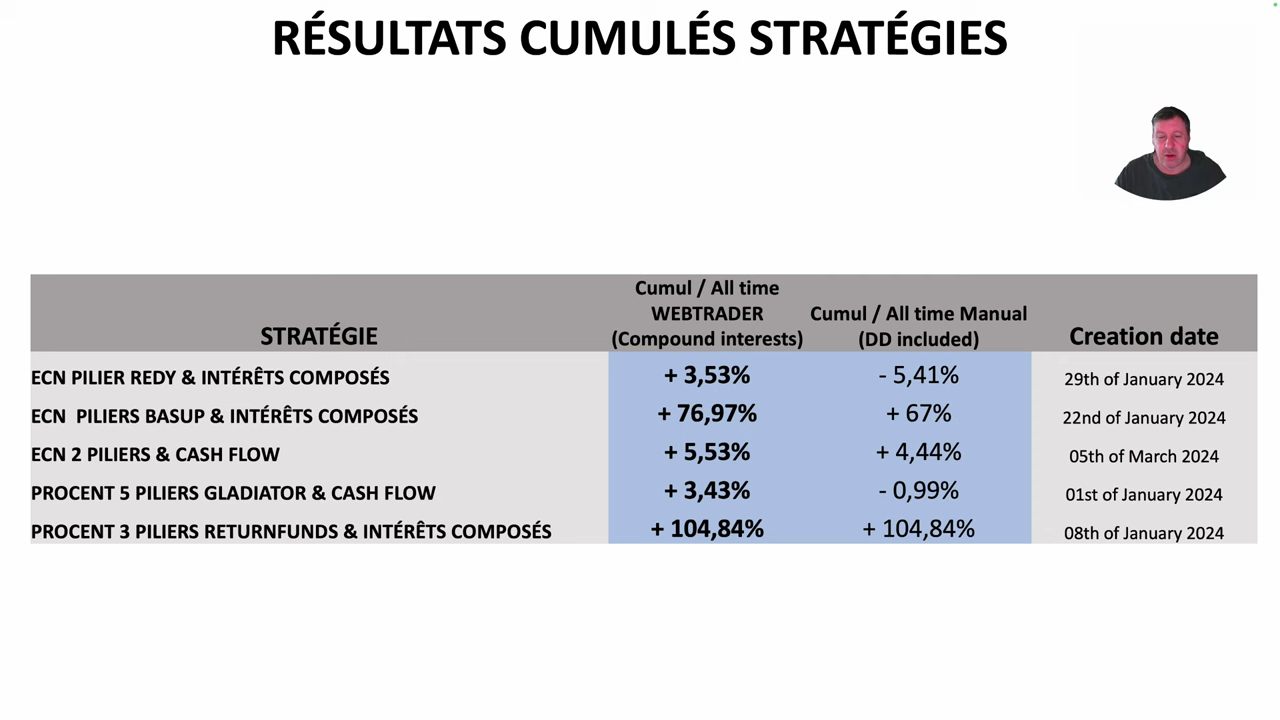 RÉSULTATS CUMULÉS STRATÉGIES
STRATÉGIE
Cumul / All time
WEBTRADER
(Compound interests)
Cumul / All time Manual
(DD included)
Creation date
ECN PILIER REDY & INTÉRÊTS COMPOSÉS + 3,53% - 5,41% 29th of January 2024
ECN PILIERS BASUP & INTÉRÊTS COMPOSÉS + 76,97% + 67% 22nd of January 2024
ECN 2 PILIERS & CASH FLOW + 5,53% + 4,44% 05th of March 2024
PROCENT 5 PILIERS GLADIATOR & CASH FLOW + 3,43% - 0,99% 01st of January 2024
PROCENT 3 PILIERS RETURNFUNDS & INTÉRÊTS COMPOSÉS + 104,84% + 104,84% 08th of January 2024